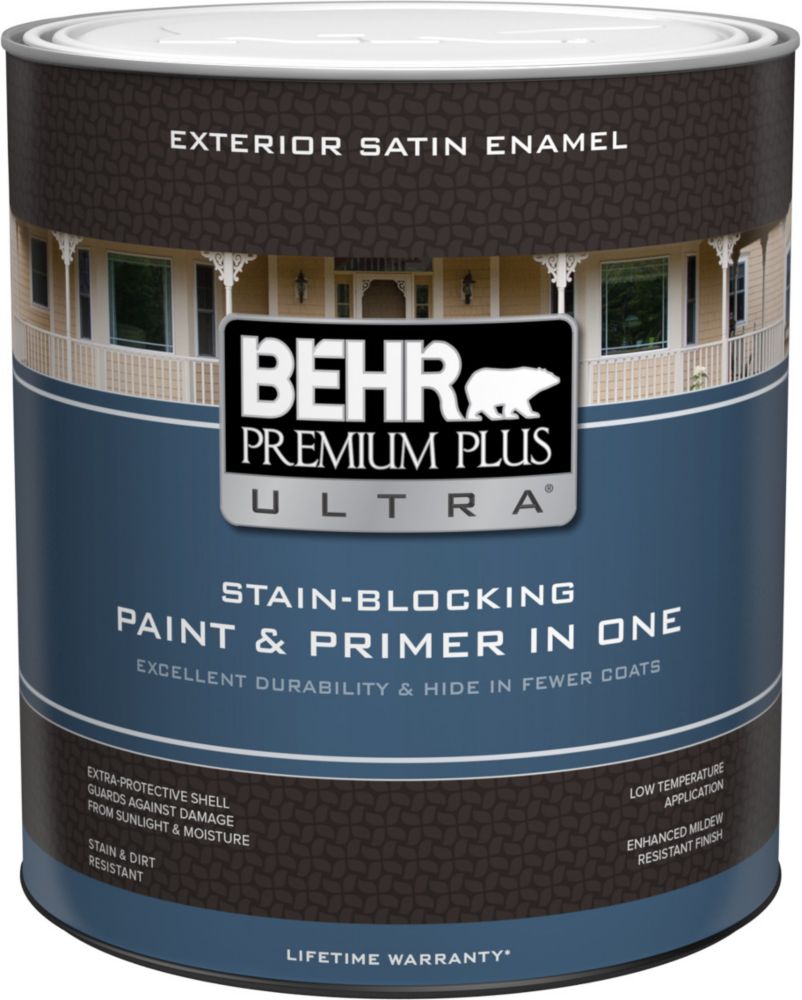 EXTERIOR SATIN ENAMEL
BEHR
PREMIUM PLUS
ULTRA®
STAIN-BLOCKING
PAINT & PRIMER IN ONE
EXCELLENT DURABILITY & HIDE IN FEWER COATS
EXTRA-PROTECTIVE SHELL
GUARDS AGAINST DAMAGE
FROM SUNLIGHT & MOISTURE
STAIN & DIRT
RESISTANT
LOW TEMPERATURE
APPLICATION
ENHANCED MILDEW
RESISTANT FINISH
LIFETIME WARRANTY*